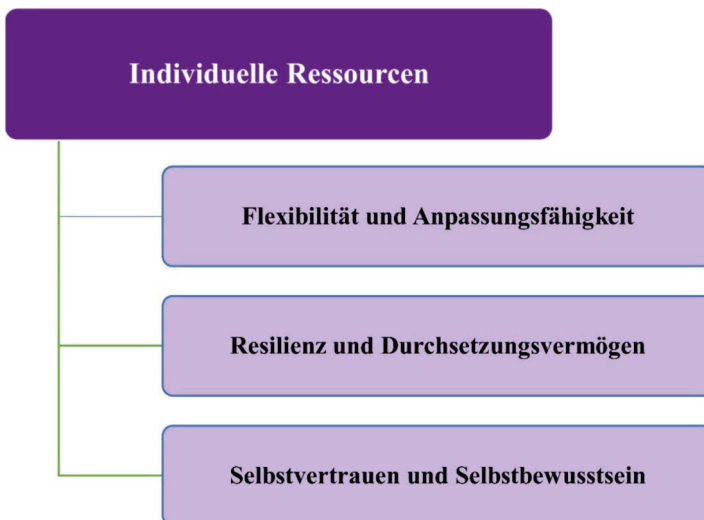 Individuelle Ressourcen
Flexibilität und Anpassungsfähigkeit
Resilienz und Durchsetzungsvermögen
Selbstvertrauen und Selbstbewusstsein